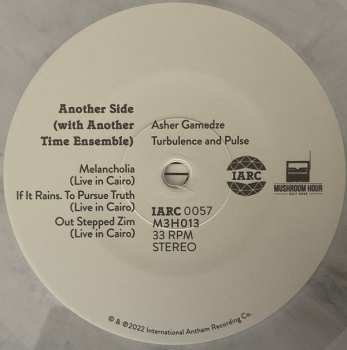 Another Side
(with Another
Time Ensemble)
Melancholia
(Live in Cairo)
If It Rains. To Pursue Truth
(Live in Cairo)
Out Stepped Zim
(Live in Cairo)
Asher Gamedze
Turbulence and Pulse
IARC 0057
M3H013
33 RPM
STEREO
IARC
MUSHROOM HOUR
HALF HOUR
© & ℗2022 International Anthem Recording Co.